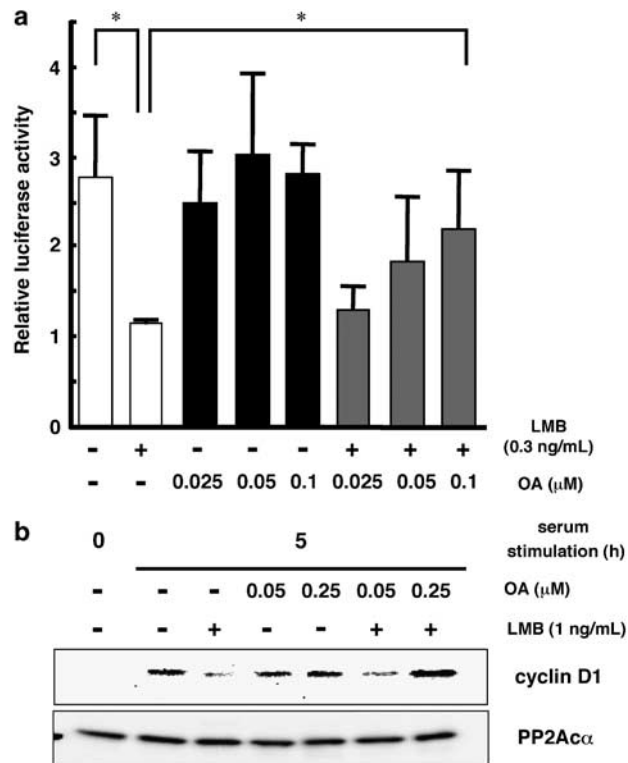 a
* *
4
3
2
1
0
Relative luciferase activity
- + - - - + + + LMB (0.3 ng/mL)
- - 0.025 0.05 0.1 0.025 0.05 0.1 OA (μM)
b
0 5 serum stimulation (h)
- - - 0.05 0.25 0.05 0.25 OA (μM)
- - + - - + + LMB (1 ng/mL)
cyclin D1
PP2Acα